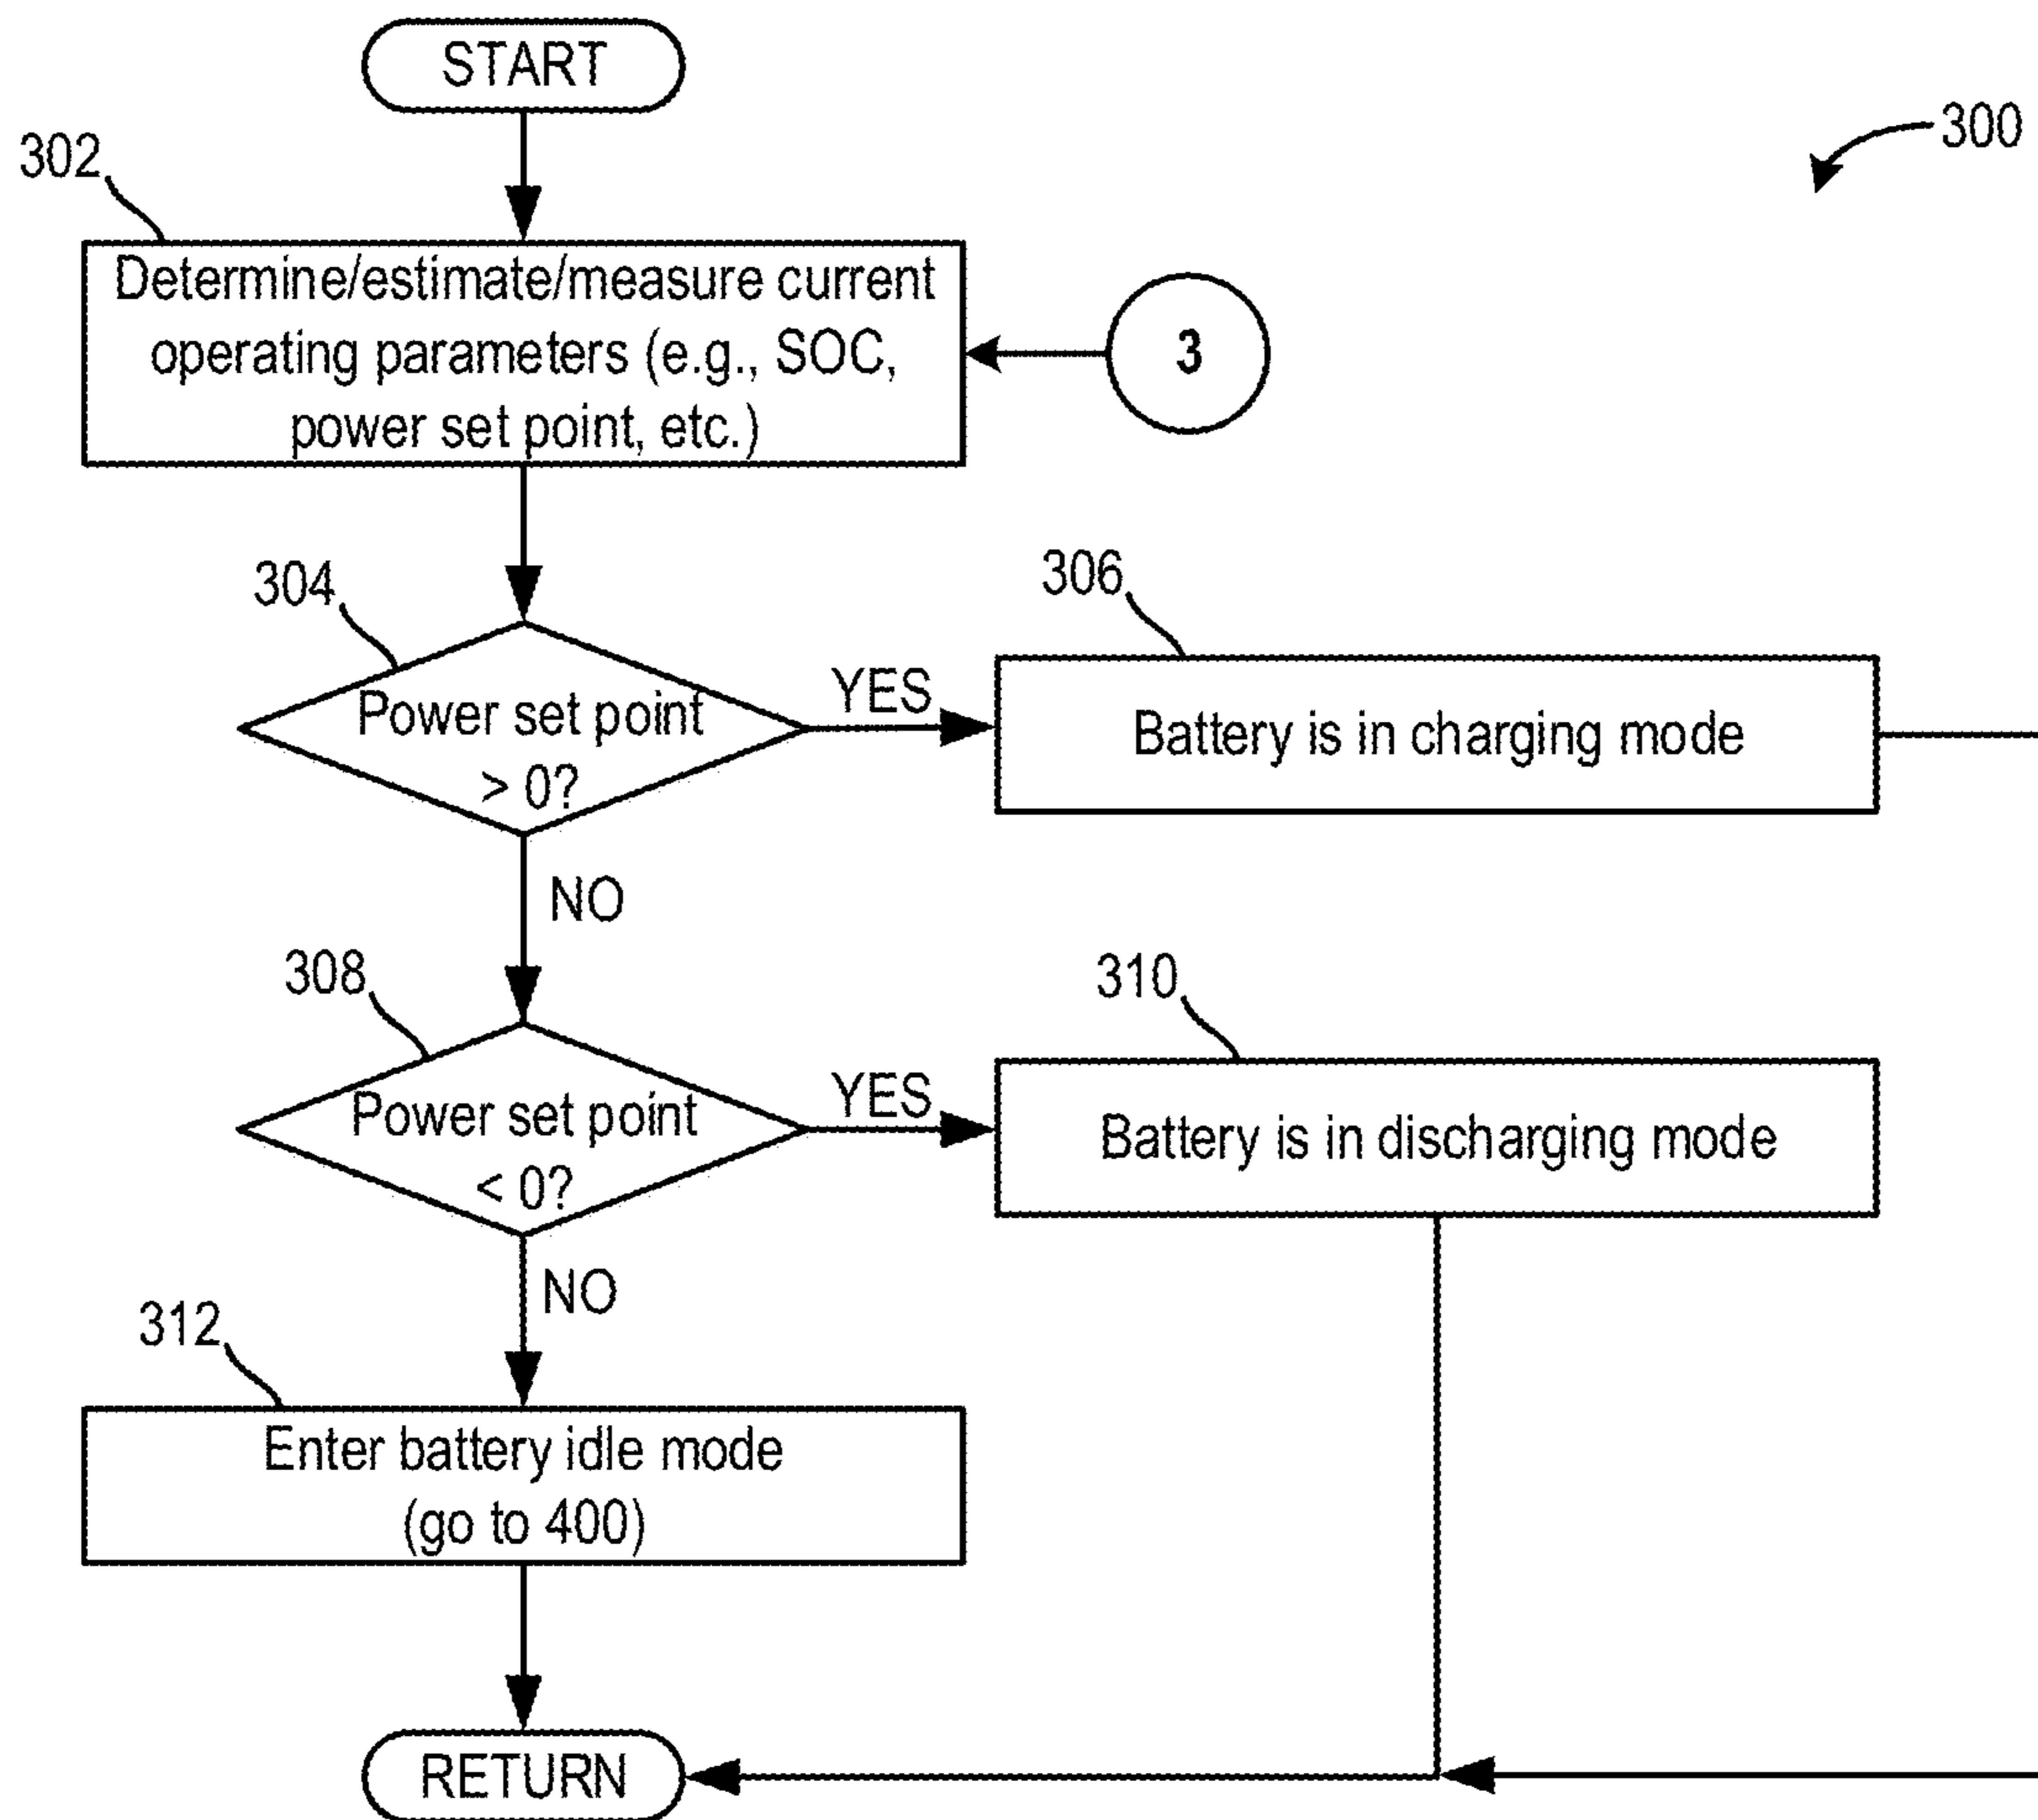 START
300
302
Determine/estimate/measure current
operating parameters (e.g., SOC,
power set point, etc.)
3
304
Power set point
> 0?
YES
306
Battery is in charging mode
NO
308
Power set point
< 0?
YES
310
Battery is in discharging mode
NO
312
Enter battery idle mode
(go to 400)
RETURN